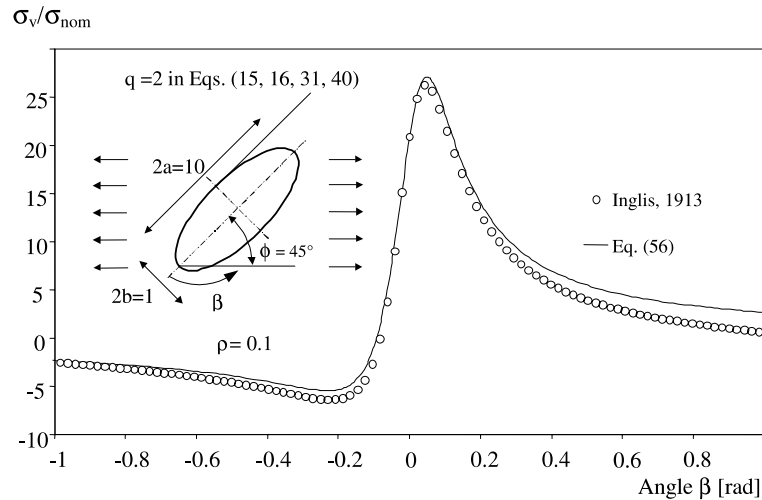 σv/σnom
25
20
15
10
5
0
-5
-10
-1
-0.8
-0.6
-0.4
-0.2
0
0.2
0.4
0.6
0.8
Angle β [rad]
q =2 in Eqs. (15, 16, 31, 40)
2a=10
ϕ = 45°
2b=1
β
ρ= 0.1
Inglis, 1913
Eq. (56)